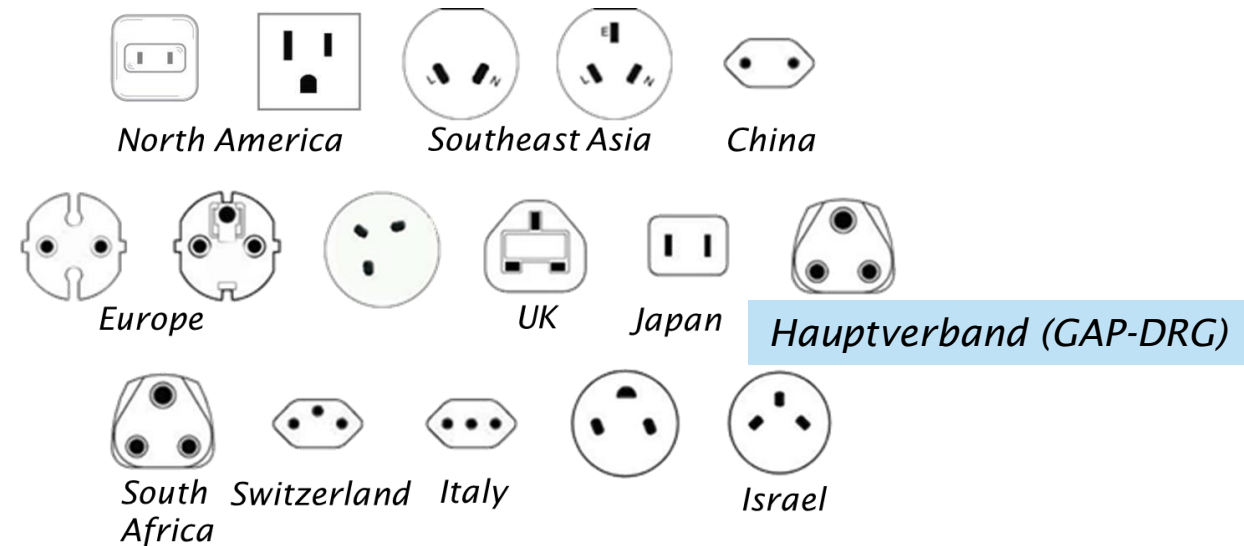 E
L N L N
North America Southeast Asia China
Europe UK Japan
Hauptverband (GAP-DRG)
South Switzerland Italy Israel
Africa